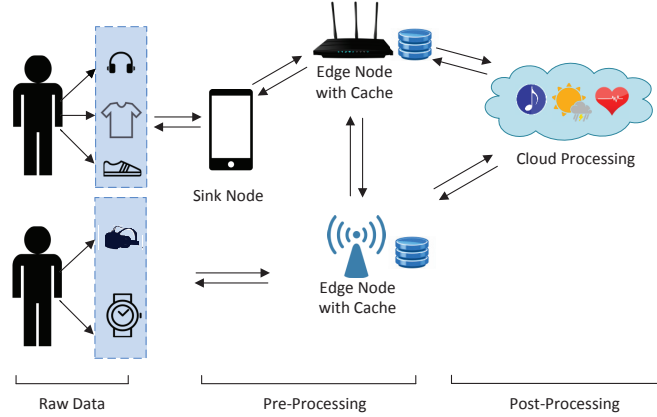 Edge Node
with Cache
Cloud Processing
Sink Node
Edge Node
with Cache
Raw Data
Pre-Processing
Post-Processing